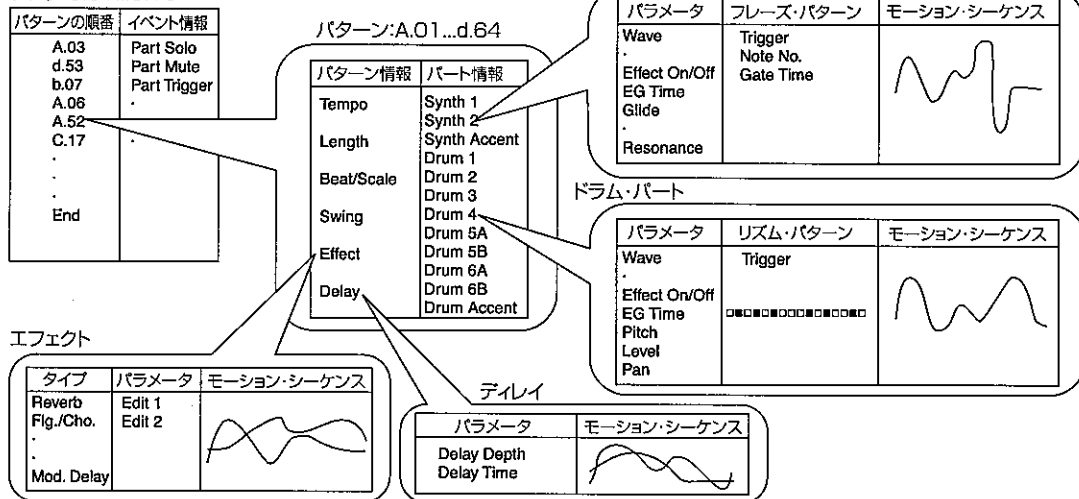 パターンの順番 イベント情報
A.03 Part Solo
d.53 Part Mute
b.07 Part Trigger
A.06
A.52
C.17
End
パターン:A.01...d.64
パターン情報 パート情報
Tempo
Length
Beat/Scale
Swing
Effect
Delay
Synth 1
Synth 2
Synth Accent
Drum 1
Drum 2
Drum 3
Drum 4
Drum 5A
Drum 5B
Drum 6A
Drum 6B
Drum Accent
パラメータ フレーズ・パターン モーション・シーケンス
Wave
Effect On/Off
EG Time
Glide
Resonance
Trigger
Note No.
Gate Time
ドラム・パート
パラメータ リズム・パターン モーション・シーケンス
Wave
Effect On/Off
EG Time
Pitch
Level
Pan
Trigger
エフェクト
タイプ パラメータ モーション・シーケンス
Reverb Edit 1
Flg./Cho. Edit 2
Mod. Delay
ディレイ
パラメータ モーション・シーケンス
Delay Depth
Delay Time